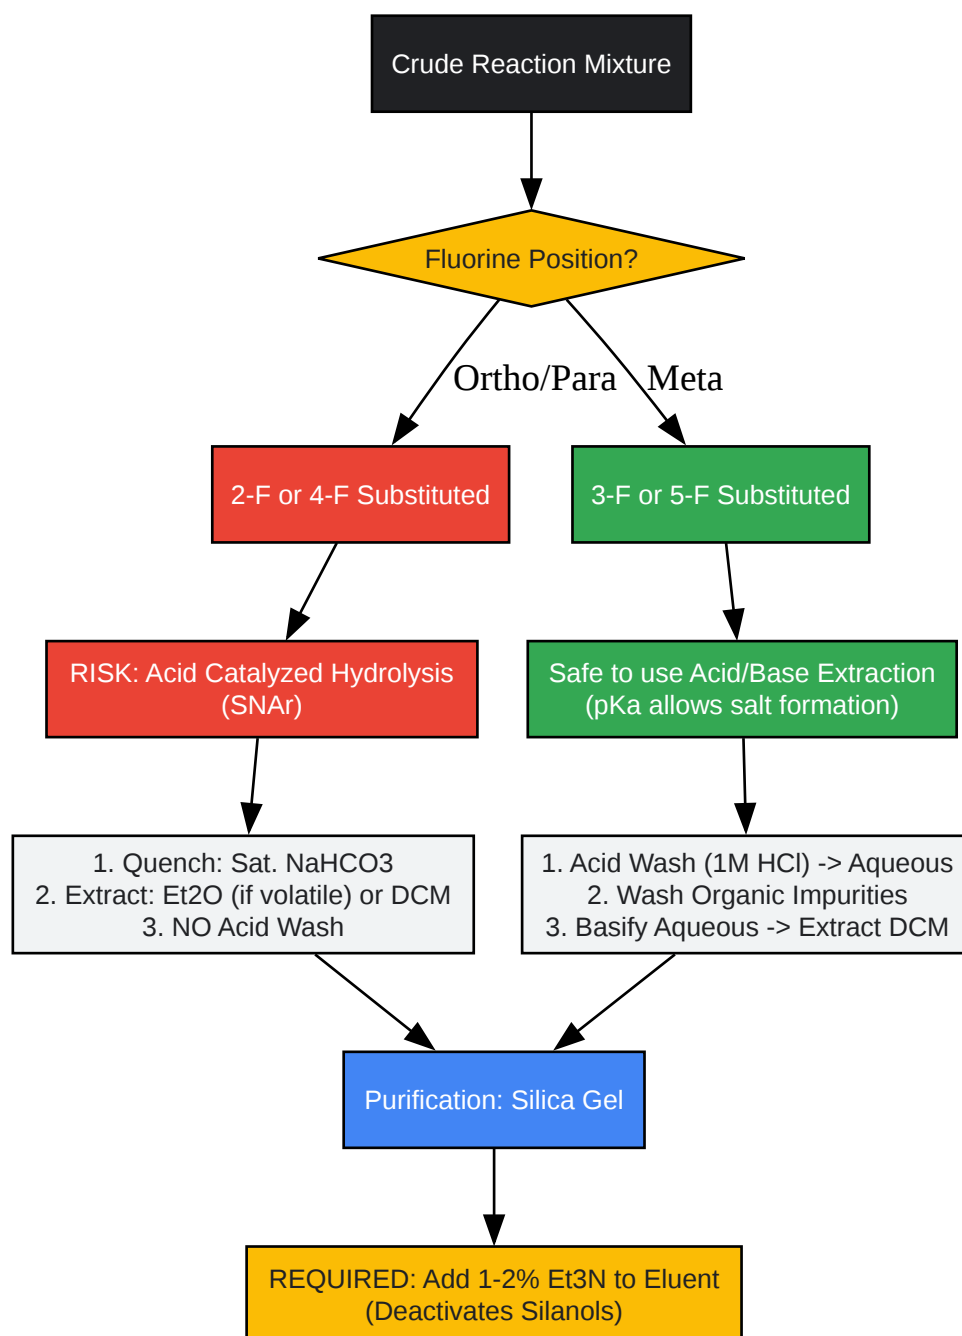 Crude Reaction Mixture
Fluorine Position?
Ortho/Para
Meta
2-F or 4-F Substituted
3-F or 5-F Substituted
RISK: Acid Catalyzed Hydrolysis
(SNAr)
Safe to use Acid/Base Extraction
(pKa allows salt formation)
1. Quench: Sat. NaHCO3
2. Extract: Et2O (if volatile) or DCM
3. NO Acid Wash
1. Acid Wash (1M HCl) -> Aqueous
2. Wash Organic Impurities
3. Basify Aqueous -> Extract DCM
Purification: Silica Gel
REQUIRED: Add 1-2% Et3N to Eluent
(Deactivates Silanols)